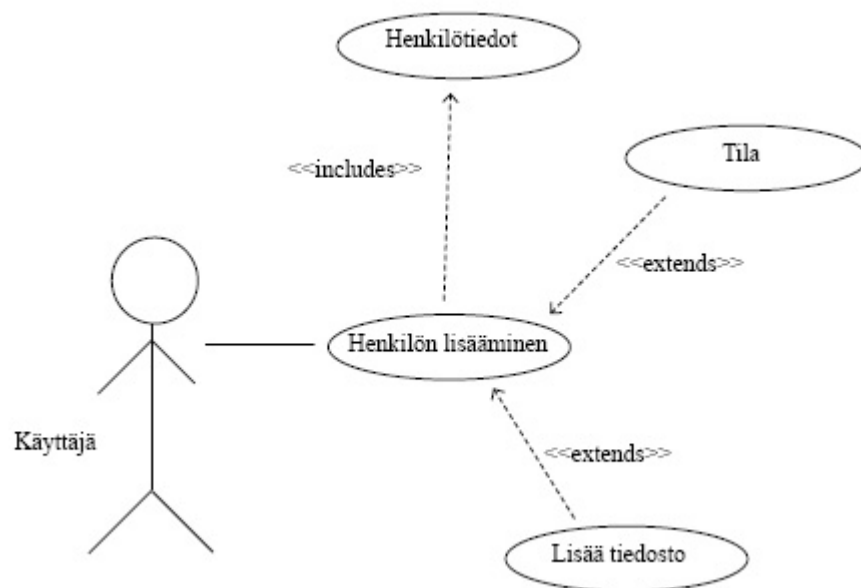 Henkilötiedot
Tila
<<includes>>
<<extends>>
Henkilön lisääminen
Käyttäjä
<<extends>>
Lisää tiedosto